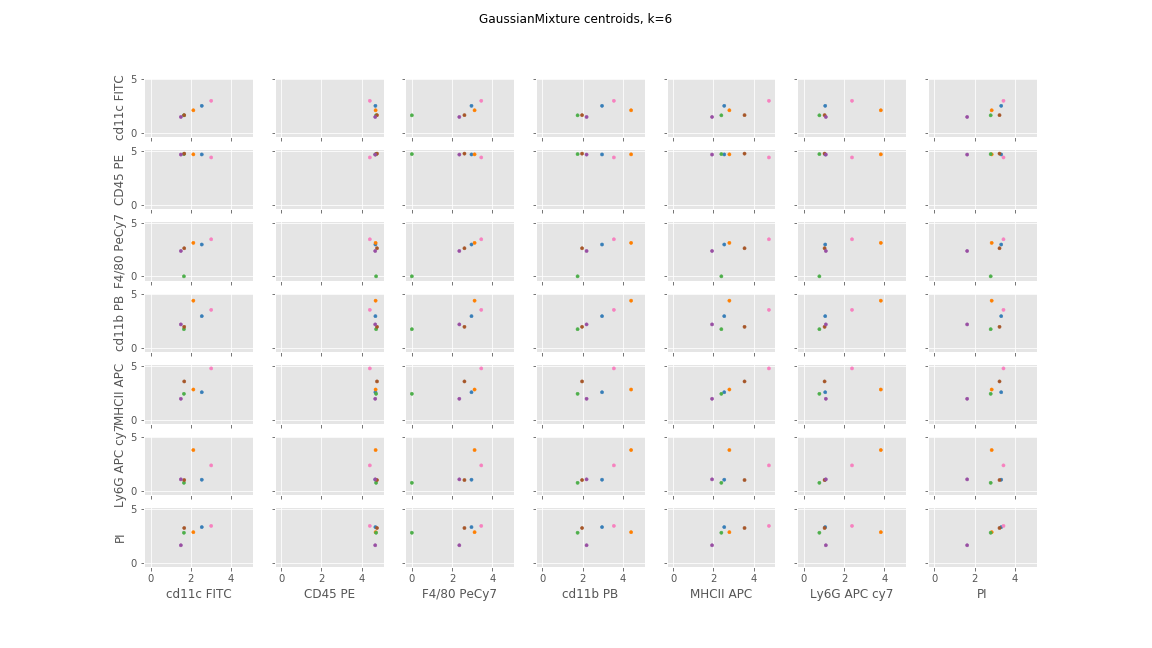 GaussianMixture centroids, k=6
5
0
cd11c FITC
5
0
CD45 PE
5
0
F4/80 PeCy7
5
0
cd11b PB
5
0
MHCII APC
5
0
Ly6G APC cy7
5
0
PI
0 2 4 0 2 4 0 2 4 0 2 4 0 2 4 0 2 4 0 2 4
cd11c FITC CD45 PE F4/80 PeCy7 cd11b PB MHCII APC Ly6G APC cy7 PI